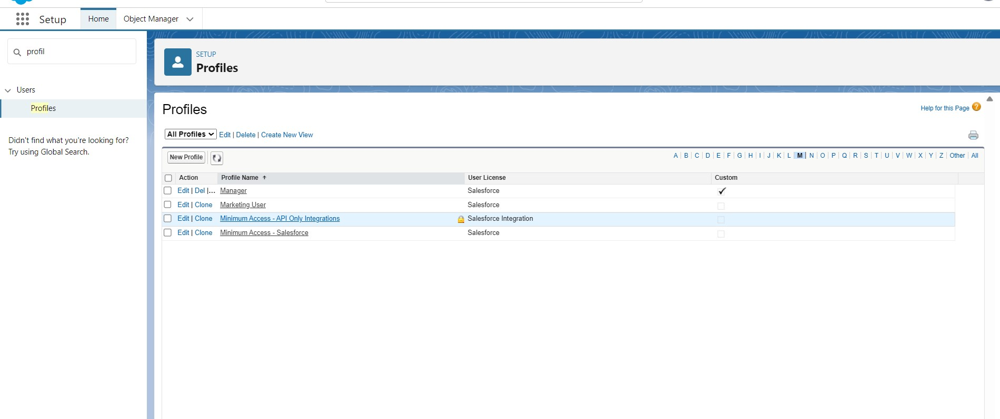 Setup Home Object Manager
profil
Users
Profiles
Didn't find what you're looking for?
Try using Global Search.
SETUP
Profiles
Profiles
Help for this Page ?
All Profiles Edit | Delete | Create New View
New Profile
A | B | C | D | E | F | G | H | I | J | K | L | M | N | O | P | Q | R | S | T | U | V | W | X | Y | Z | Other | All
Action Profile Name ↑ User License Custom
Edit | Del |... Manager Salesforce ✓
Edit | Clone Marketing User Salesforce
Edit | Clone Minimum Access - API Only Integrations Salesforce Integration
Edit | Clone Minimum Access - Salesforce Salesforce